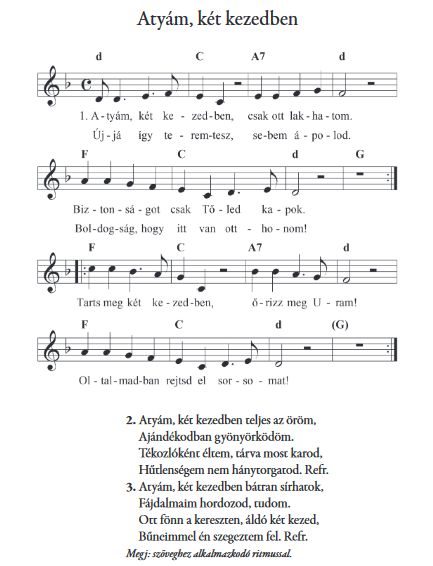 Atyám, két kezedben
d C A7 d
1. A - tyám, két ke - zed-ben, csak ott lak - ha - tom.
Új - já így te - rem - tesz, se-bem á - po - lod.
F C d G
Biz - ton - sá - got csak Tő - led ka - pok.
Bol-dog-ság, hogy itt van ott - ho - nom!
F C A7 d
Tarts meg két ke - zed-ben, ő - rizz meg U - ram!
F C d (G)
Ol - tal - mad-ban rejtsd el sor - so - mat!
2. Atyám, két kezedben teljes az öröm,
Ajándékodban gyönyörködöm.
Tékozlóként éltem, tárva most karod,
Hűtlenségem nem hánytorgatod. Refr.
3. Atyám, két kezedben bátran sírhatok,
Fájdalmaim hordozod, tudom.
Ott fönn a kereszten, áldó két kezed,
Bűneimmel én szegeztem fel. Refr.
Megj: szöveghez alkalmazkodó ritmussal.